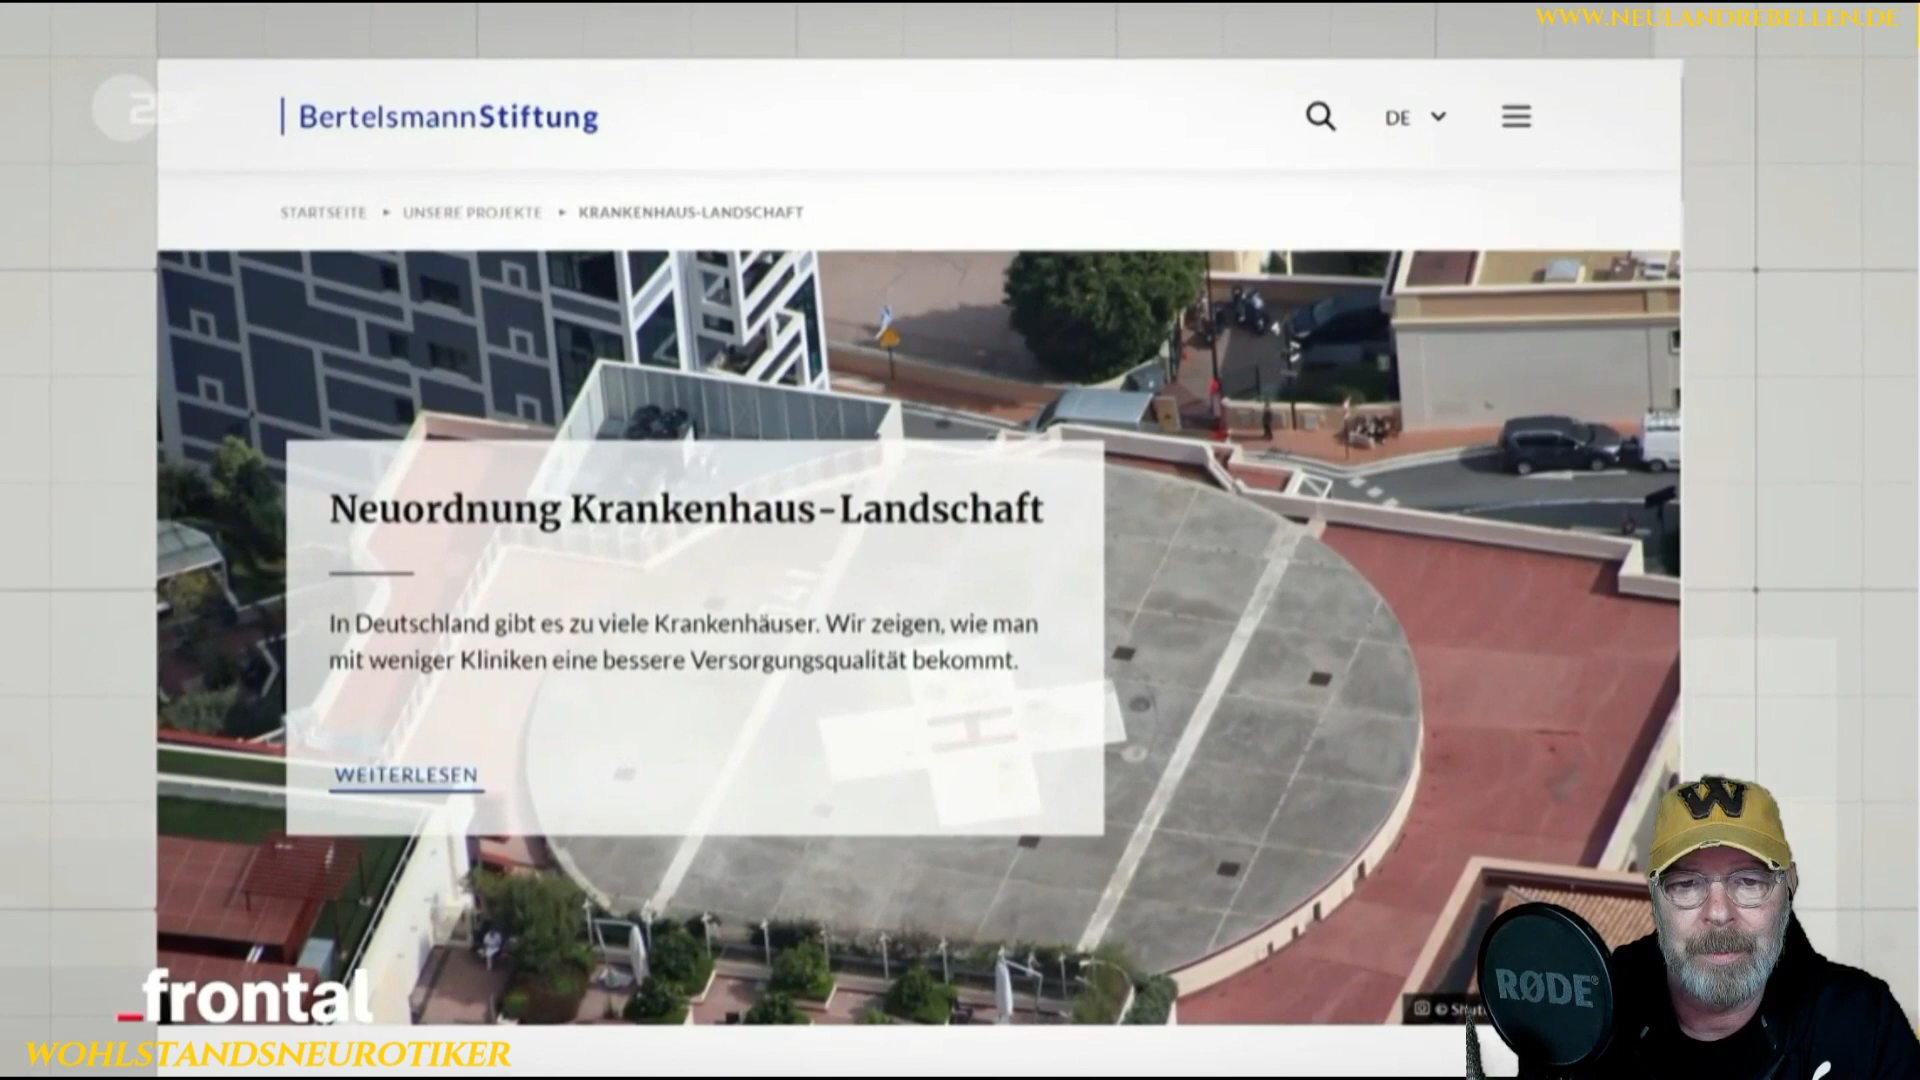 WWW.NEULANDREBELLEN.DE
BertelsmannStiftung
DE
STARTSEITE ▸ UNSERE PROJEKTE ▸ KRANKENHAUS-LANDSCHAFT
Neuordnung Krankenhaus-Landschaft
In Deutschland gibt es zu viele Krankenhäuser. Wir zeigen, wie man
mit weniger Kliniken eine bessere Versorgungsqualität bekommt.
H
WEITERLESEN
W
RØDE
_frontal
©
WOHLSTANDSNEUROTIKER